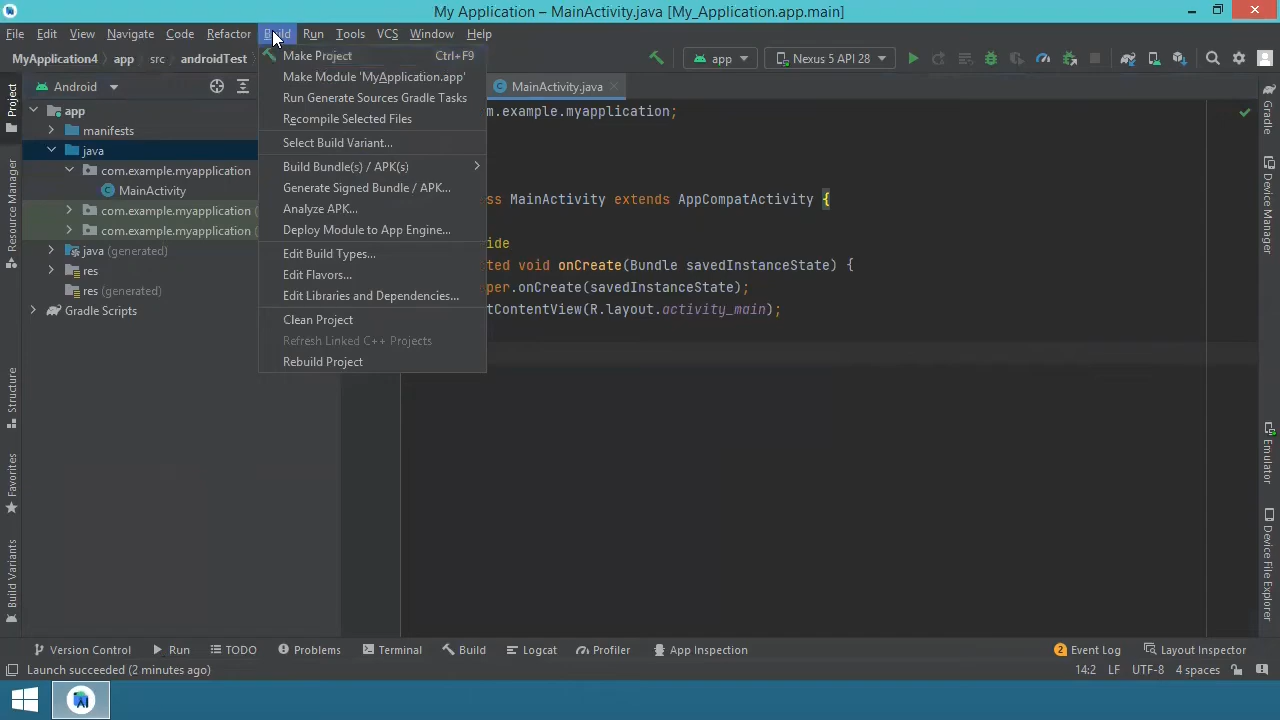 My Application – MainActivity.java [My_Application.app.main]
File Edit View Navigate Code Refactor Build Run Tools VCS Window Help
MyApplication4 app src androidTest app Nexus 5 API 28
Android MainActivity.java
Make Project Ctrl+F9
Make Module 'MyApplication.app'
Run Generate Sources Gradle Tasks
Recompile Selected Files
Select Build Variant...
Build Bundle(s) / APK(s)
Generate Signed Bundle / APK...
Analyze APK...
Deploy Module to App Engine...
Edit Build Types...
Edit Flavors...
Edit Libraries and Dependencies...
Clean Project
Refresh Linked C++ Projects
Rebuild Project
app
manifests
java
com.example.myapplication
MainActivity
com.example.myapplication (
com.example.myapplication (
java (generated)
res
res (generated)
Gradle Scripts
m.example.myapplication;
ss MainActivity extends AppCompatActivity {
ide
ted void onCreate(Bundle savedInstanceState) {
per.onCreate(savedInstanceState);
tContentView(R.layout.activity_main);
Project
Resource Manager
Structure
Favorites
Build Variants
Gradle
Device Manager
Emulator
Device File Explorer
Version Control Run TODO Problems Terminal Build Logcat Profiler App Inspection 2 Event Log Layout Inspector
Launch succeeded (2 minutes ago) 14:2 LF UTF-8 4 spaces